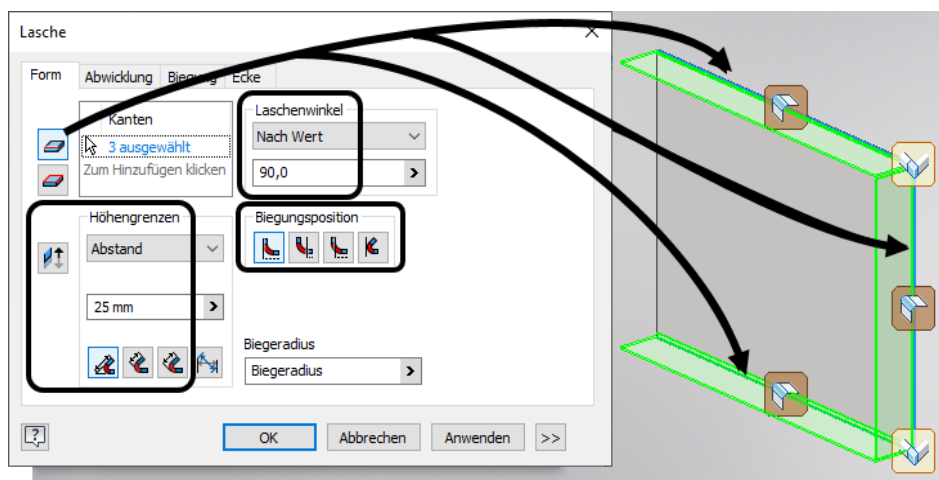 Lasche
Form
Abwicklung
Biegung
Ecke
Kanten
3 ausgewählt
Zum Hinzufügen klicken
Laschenwinkel
Nach Wert
90,0
Höhengrenzen
Abstand
25 mm
Biegungsposition
Biegeradius
Biegeradius
OK
Abbrechen
Anwenden
>>